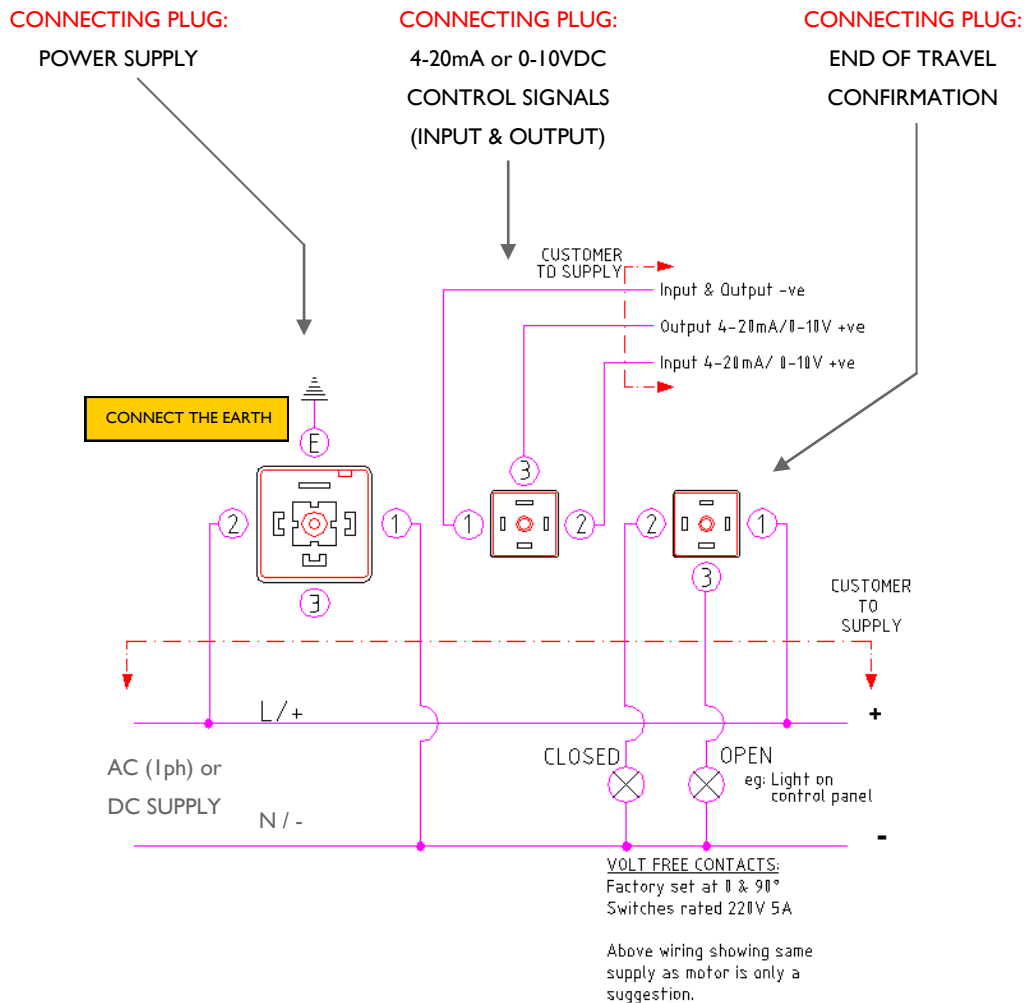 CONNECTING PLUG:
POWER SUPPLY
CONNECTING PLUG:
4-20mA or 0-10VDC
CONTROL SIGNALS
(INPUT & OUTPUT)
CONNECTING PLUG:
END OF TRAVEL
CONFIRMATION
CUSTOMER
TO SUPPLY
Input & Output -ve
Output 4-20mA/0-10V +ve
Input 4-20mA/ 0-10V +ve
CONNECT THE EARTH
E
2
1
3
3
1
2
2
1
3
CUSTOMER
TO
SUPPLY
L/+
+
AC (1ph) or
DC SUPPLY
N / -
-
CLOSED
OPEN
eg: Light on
control panel
VOLT FREE CONTACTS:
Factory set at 0 & 90°
Switches rated 220V 5A
Above wiring showing same
supply as motor is only a
suggestion.